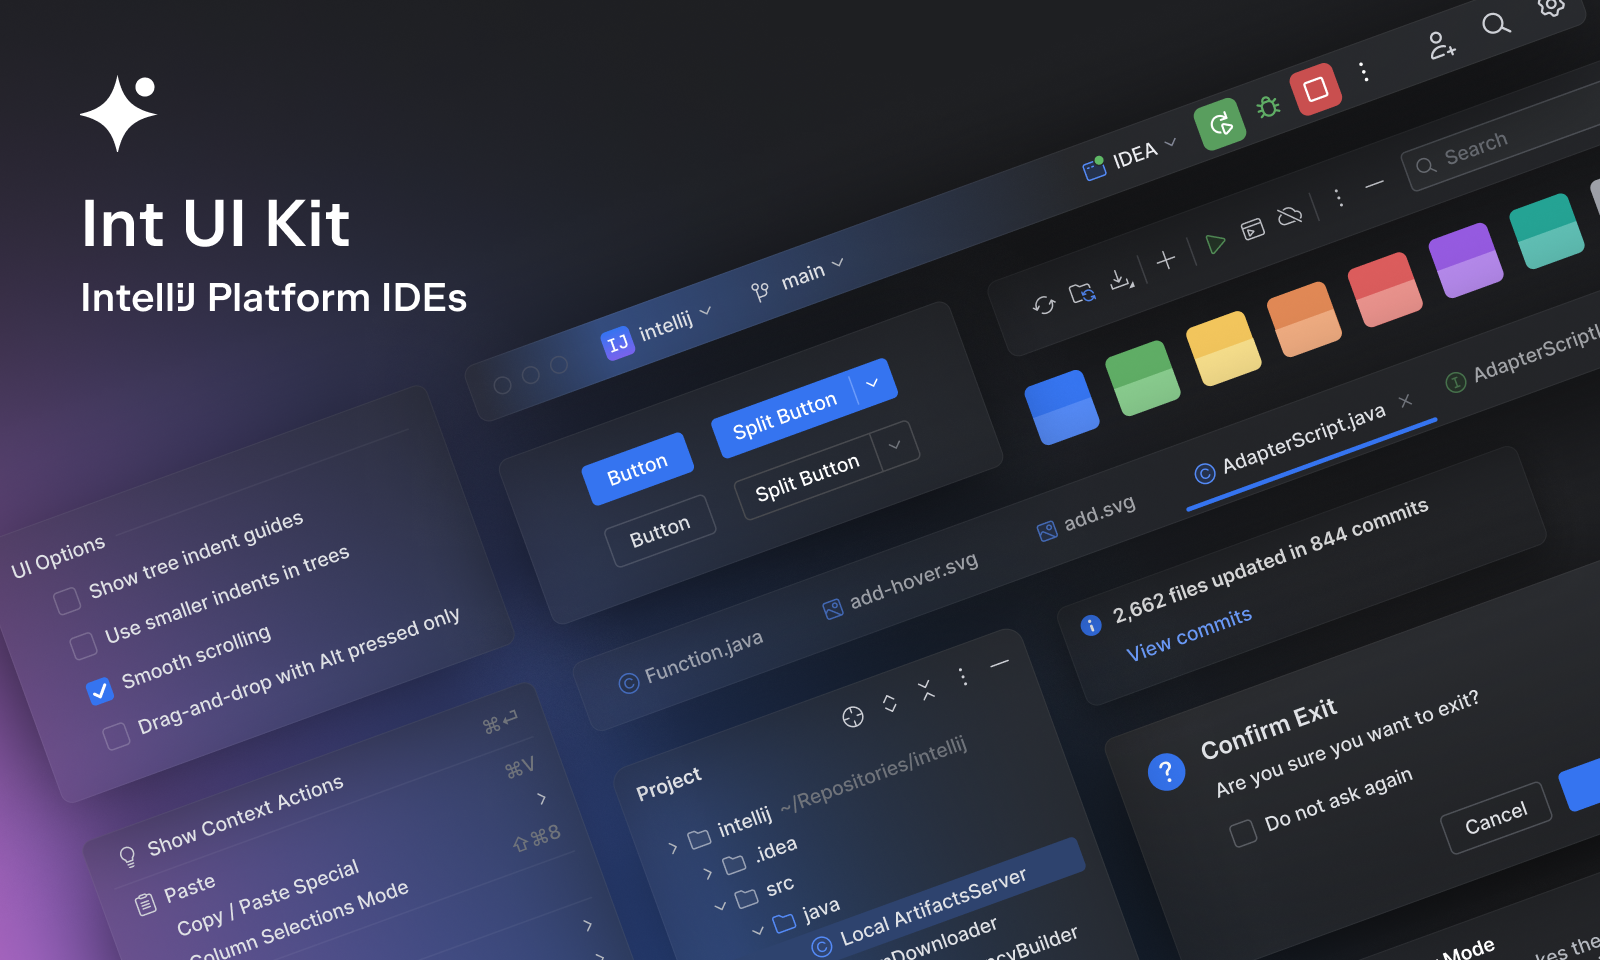 Int UI Kit
IntelliJ Platform IDEs
IJ
intellij
main
IDEA
Search
Button
Split Button
Button
Split Button
UI Options
Show tree indent guides
Use smaller indents in trees
Smooth scrolling
Drag-and-drop with Alt pressed only
Function.java
add-hover.svg
add.svg
AdapterScript.java
2,662 files updated in 844 commits
View commits
Show Context Actions ⌘↵
Paste ⌘V
Copy / Paste Special
Column Selections Mode ⇧⌘8
Project
intellij ~/Repositories/intellij
.idea
src
java
Local ArtifactsServer
Confirm Exit
Are you sure you want to exit?
Do not ask again
Cancel
Mode